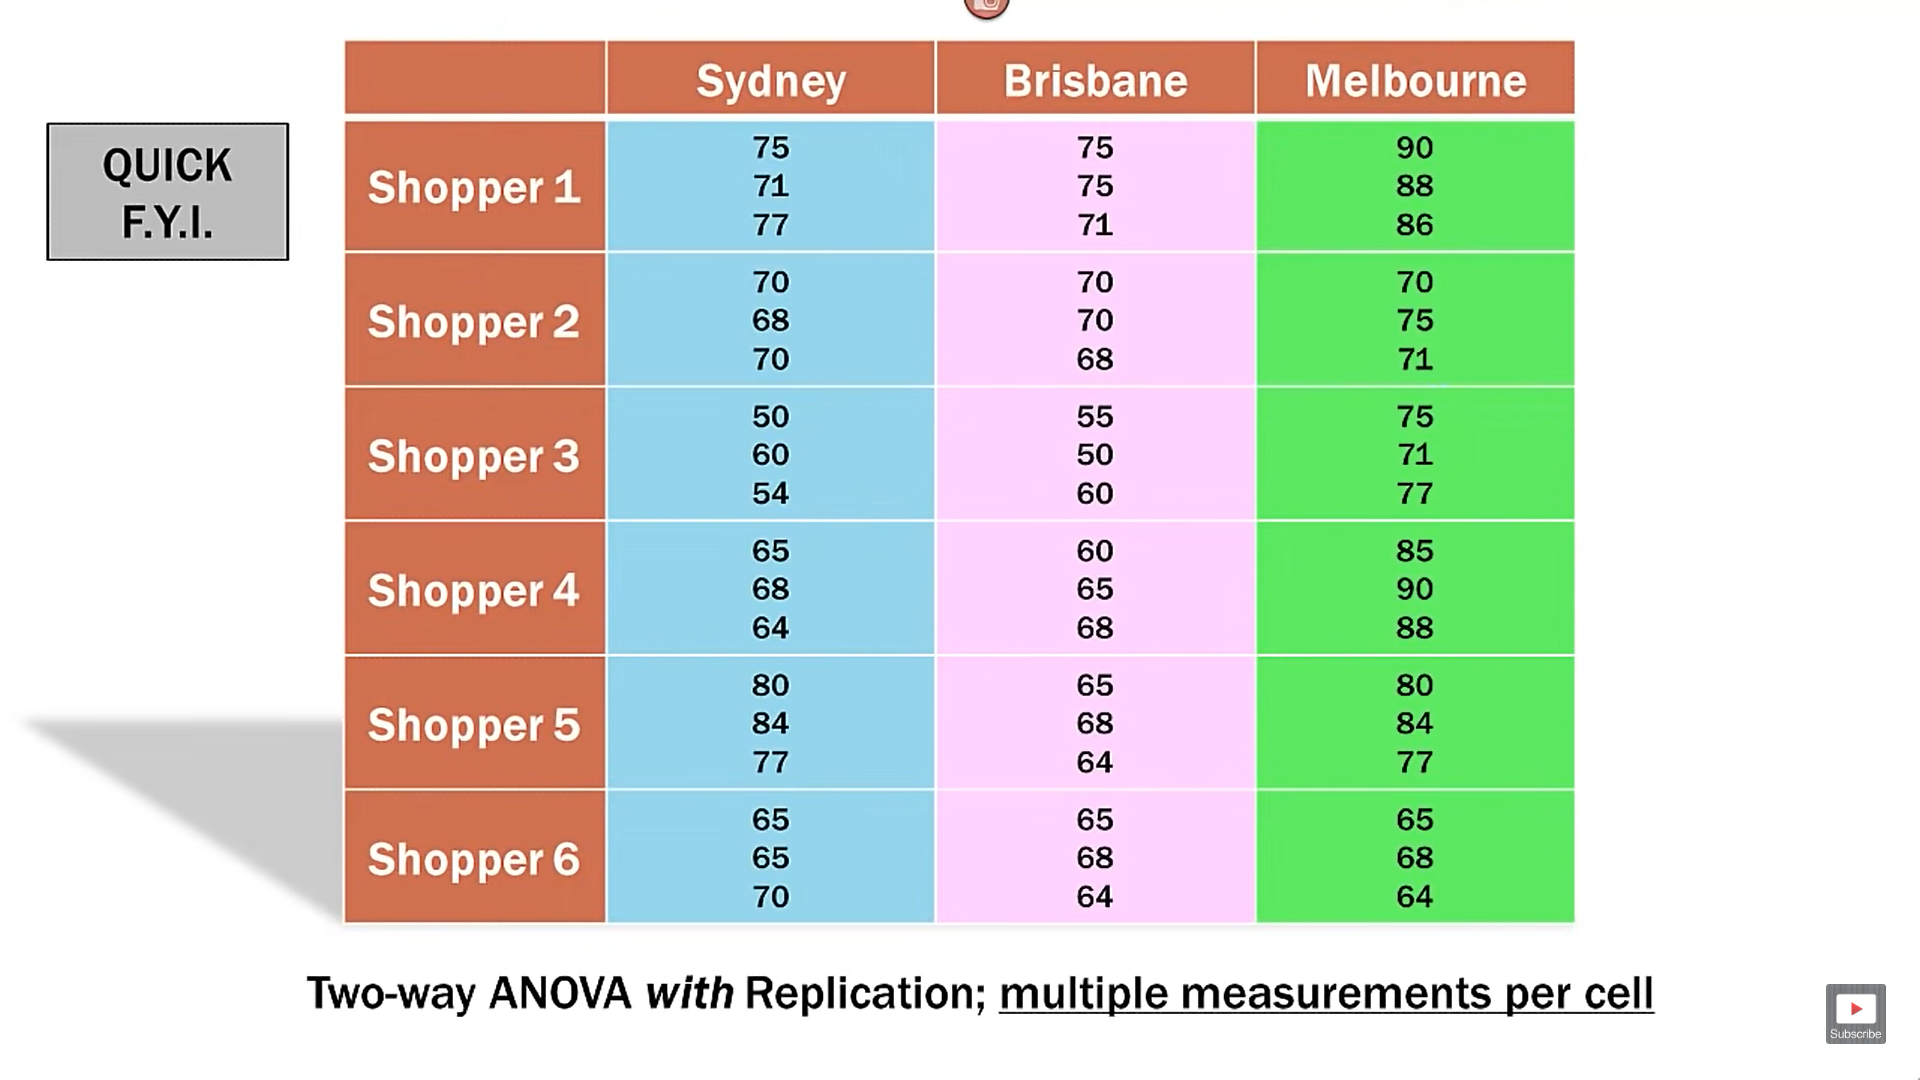 Sydney Brisbane Melbourne
QUICK
F.Y.I.
Shopper 1
75 75 90
71 75 88
77 71 86
Shopper 2
70 70 70
68 70 75
70 68 71
Shopper 3
50 55 75
60 50 71
54 60 77
Shopper 4
65 60 85
68 65 90
64 68 88
Shopper 5
80 65 80
84 68 84
77 64 77
Shopper 6
65 65 65
65 68 68
70 64 64
Two-way ANOVA with Replication; multiple measurements per cell
Subscribe